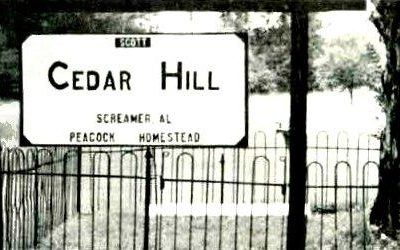 SCOTT
CEDAR HILL
SCREAMER AL
PEACOCK HOMESTEAD